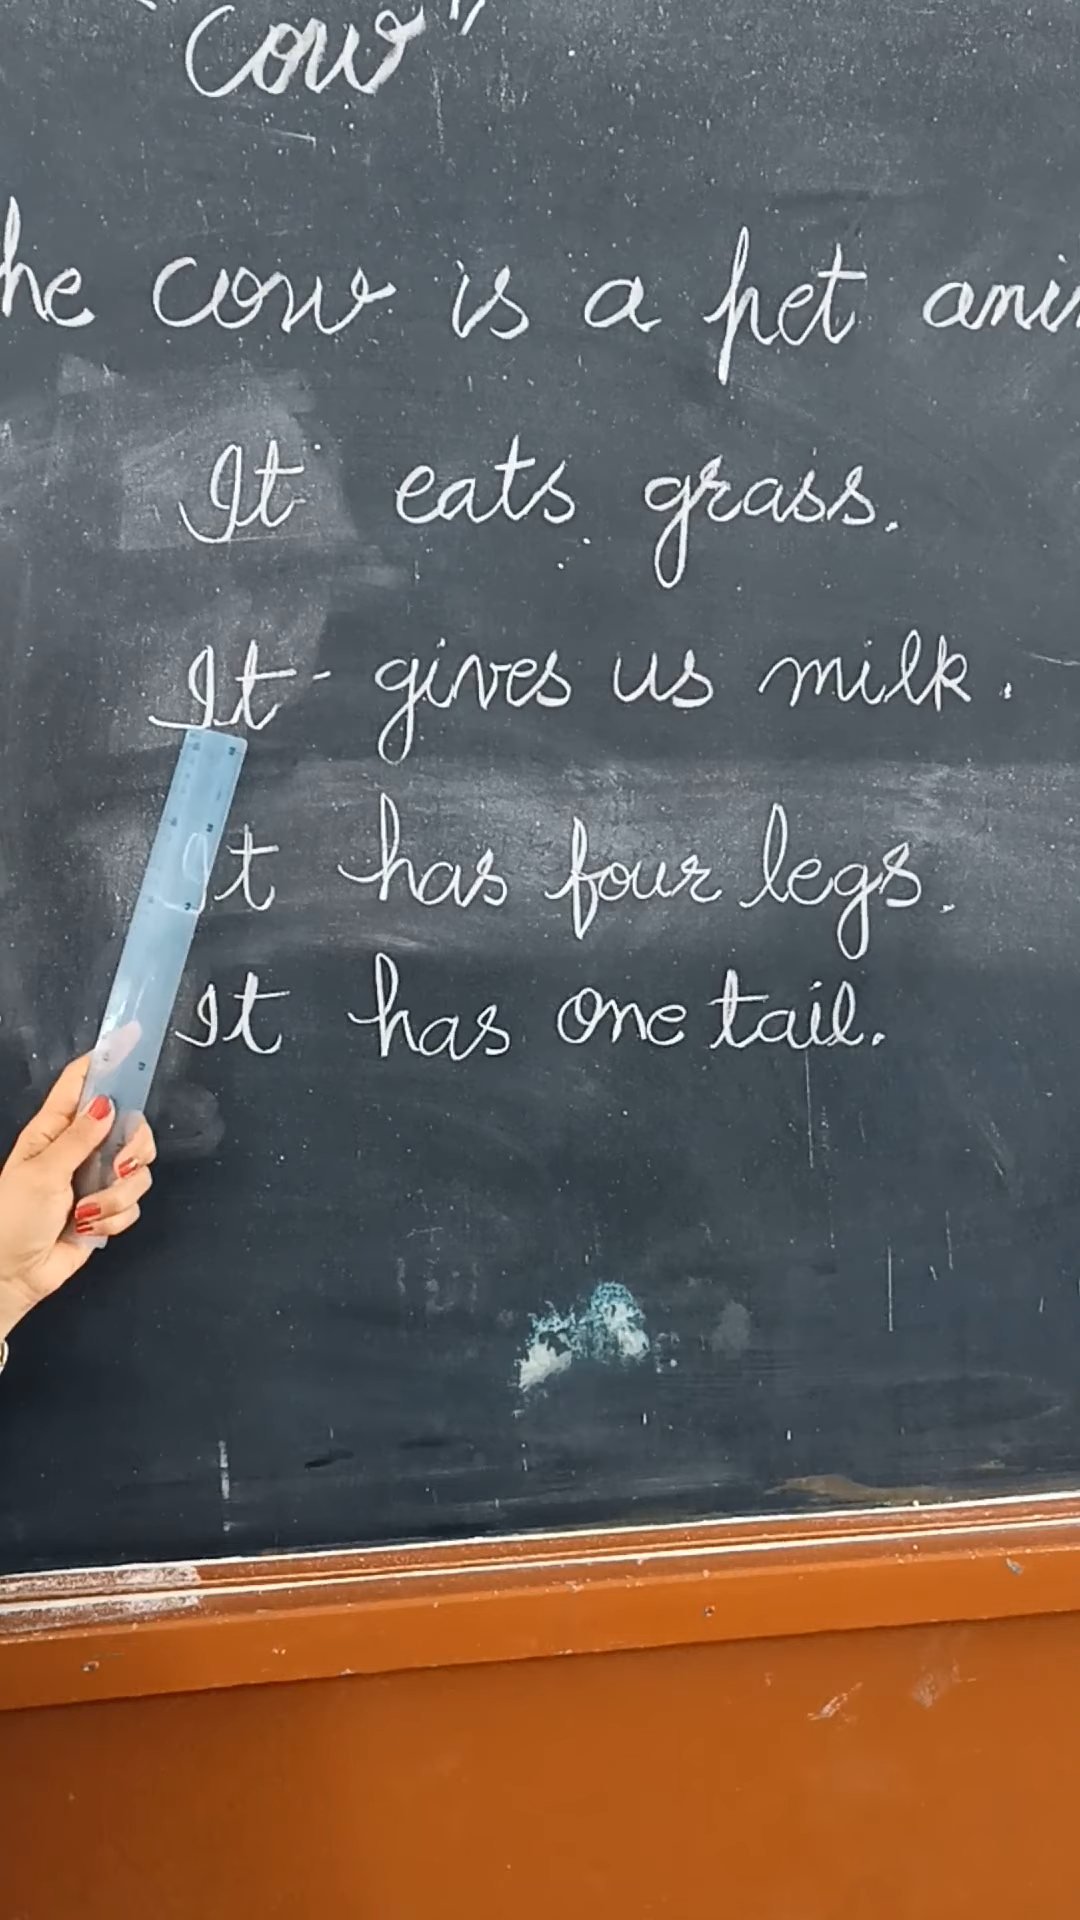 "Cow"
he cow is a pet ani
It eats grass.
It - gives us milk.
It has four legs.
It has one tail.